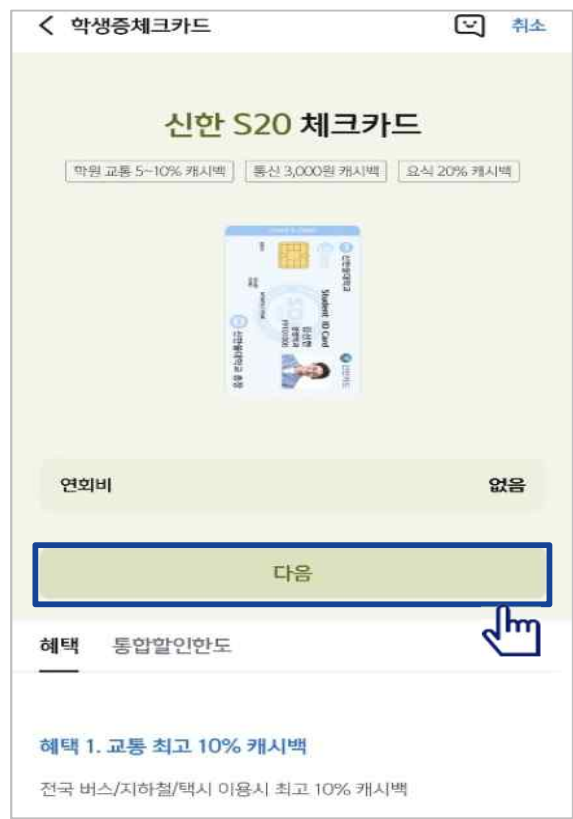 학생증체크카드
취소
신한 S20 체크카드
학원 교통 5~10% 캐시백
통신 3,000원 캐시백
요식 20% 캐시백
Student ID Card
연회비
없음
다음
혜택
통합할인한도
혜택 1. 교통 최고 10% 캐시백
전국 버스/지하철/택시 이용시 최고 10% 캐시백